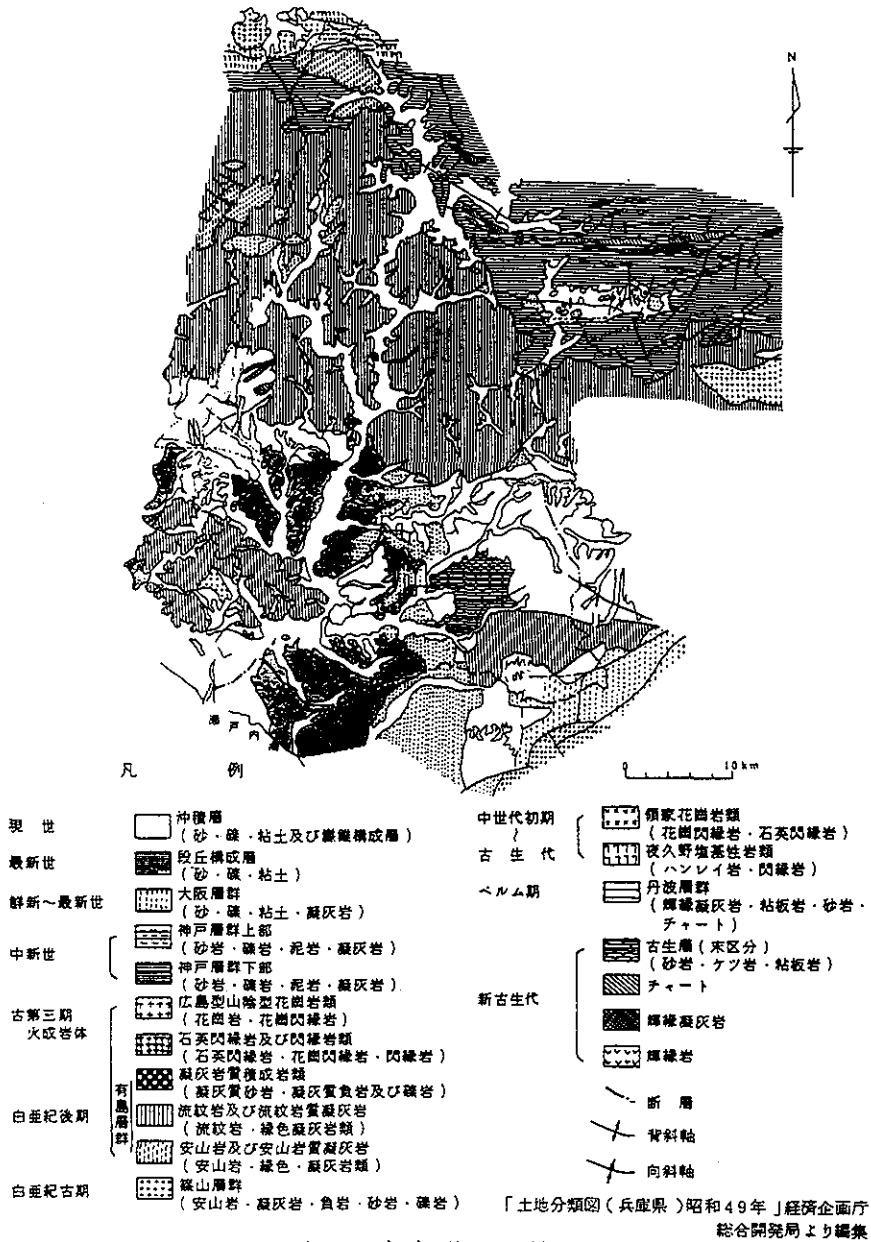 N
瀬戸内
10km
凡 例
現世
沖積層
(砂・礫・粘土及び
構成層)
最新世
段丘構成層
(砂・礫・粘土)
鮮新～最新世
大阪層群
(砂・礫・粘土・凝灰岩)
中新世
神戸層群上部
(砂岩・礫岩・泥岩・凝灰岩)
神戸層群下部
(砂岩・礫岩・泥岩・凝灰岩)
古第三期
火成岩体
広島型山陰型花崗岩類
(花崗岩・花崗閃緑岩)
石英閃緑岩及び閃緑岩類
(石英閃緑岩・花崗閃緑岩・閃緑岩)
白亜紀後期
有島層群
凝灰岩質積成岩類
(凝灰質砂岩・凝灰質負岩及び礫岩)
流紋岩及び流紋岩質凝灰岩
(流紋岩・緑色凝灰岩類)
安山岩及び安山岩質凝灰岩
(安山岩・緑色・凝灰岩類)
白亜紀古期
篠山層群
(安山岩・凝灰岩・負岩・砂岩・礫岩)
中世代初期
～
古生代
領家花崗岩類
(花崗閃緑岩・石英閃緑岩)
夜久野塩基性岩類
(ハンレイ岩・閃緑岩)
ペルム期
丹波層群
(輝緑凝灰岩・粘板岩・砂岩・
チャート)
新古生代
古生層(末区分)
(砂岩・ケツ岩・粘板岩)
チャート
輝緑凝灰岩
輝緑岩
断層
背斜軸
向斜軸
「土地分類図(兵庫県)昭和49年」経済企画庁
総合開発局より編集